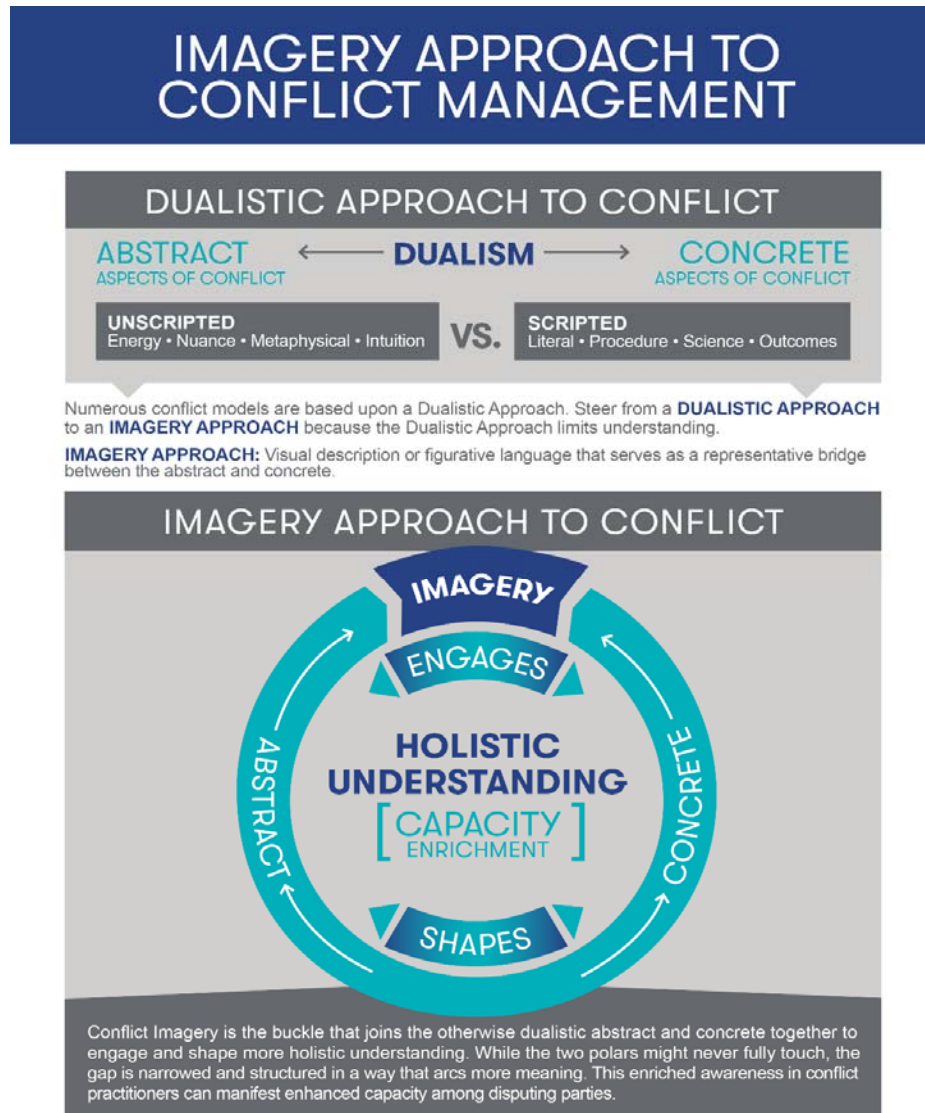 IMAGERY APPROACH TO
CONFLICT MANAGEMENT
DUALISTIC APPROACH TO CONFLICT
ABSTRACT
ASPECTS OF CONFLICT
DUALISM
CONCRETE
ASPECTS OF CONFLICT
UNSCRIPTED
Energy • Nuance • Metaphysical • Intuition
VS.
SCRIPTED
Literal • Procedure • Science • Outcomes
Numerous conflict models are based upon a Dualistic Approach. Steer from a DUALISTIC APPROACH
to an IMAGERY APPROACH because the Dualistic Approach limits understanding.
IMAGERY APPROACH: Visual description or figurative language that serves as a representative bridge
between the abstract and concrete.
IMAGERY APPROACH TO CONFLICT
IMAGERY
ENGAGES
ABSTRACT
HOLISTIC
UNDERSTANDING
[CAPACITY
ENRICHMENT]
CONCRETE
SHAPES
Conflict Imagery is the buckle that joins the otherwise dualistic abstract and concrete together to
engage and shape more holistic understanding. While the two polars might never fully touch, the
gap is narrowed and structured in a way that arcs more meaning. This enriched awareness in conflict
practitioners can manifest enhanced capacity among disputing parties.